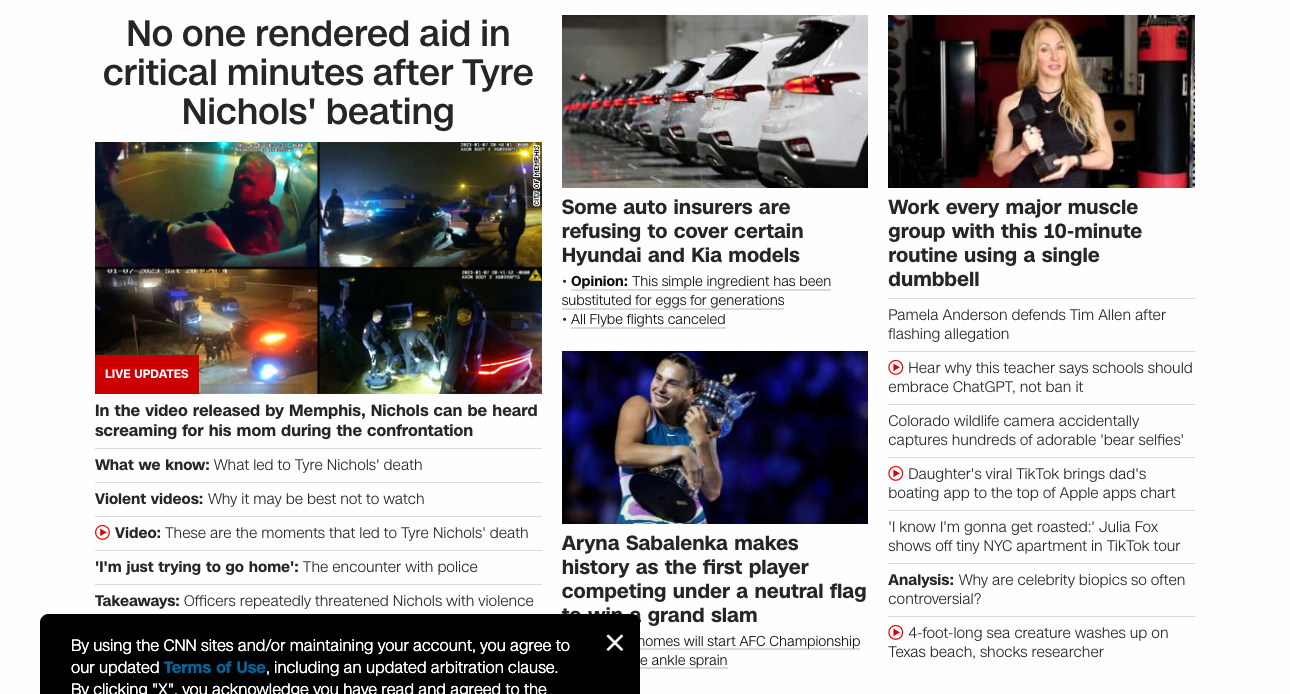 No one rendered aid in
critical minutes after Tyre
Nichols' beating
CITY OF MEMPHIS
LIVE UPDATES
In the video released by Memphis, Nichols can be heard
screaming for his mom during the confrontation
What we know: What led to Tyre Nichols' death
Violent videos: Why it may be best not to watch
Video: These are the moments that led to Tyre Nichols' death
'I'm just trying to go home': The encounter with police
Takeaways: Officers repeatedly threatened Nichols with violence
By using the CNN sites and/or maintaining your account, you agree to
our updated Terms of Use, including an updated arbitration clause.
By clicking "X", you acknowledge you have read and agreed to the
Some auto insurers are
refusing to cover certain
Hyundai and Kia models
• Opinion: This simple ingredient has been
substituted for eggs for generations
• All Flybe flights canceled
Aryna Sabalenka makes
history as the first player
competing under a neutral flag
to win a grand slam
homes will start AFC Championship
ankle sprain
Work every major muscle
group with this 10-minute
routine using a single
dumbbell
Pamela Anderson defends Tim Allen after
flashing allegation
Hear why this teacher says schools should
embrace ChatGPT, not ban it
Colorado wildlife camera accidentally
captures hundreds of adorable 'bear selfies'
Daughter's viral TikTok brings dad's
boating app to the top of Apple apps chart
'I know I'm gonna get roasted:' Julia Fox
shows off tiny NYC apartment in TikTok tour
Analysis: Why are celebrity biopics so often
controversial?
4-foot-long sea creature washes up on
Texas beach, shocks researcher